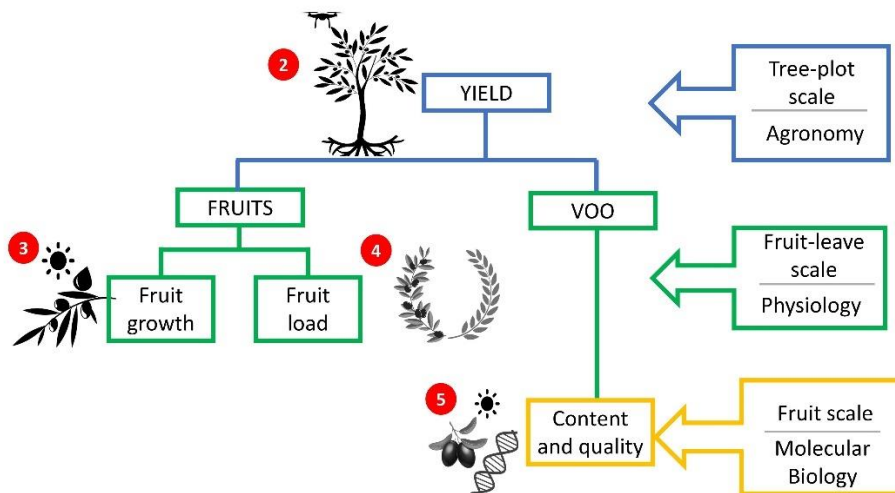 2
YIELD
Tree-plot
scale
Agronomy
FRUITS
VOO
3
4
Fruit
growth
Fruit
load
Fruit-leave
scale
Physiology
5
Content
and quality
Fruit scale
Molecular
Biology